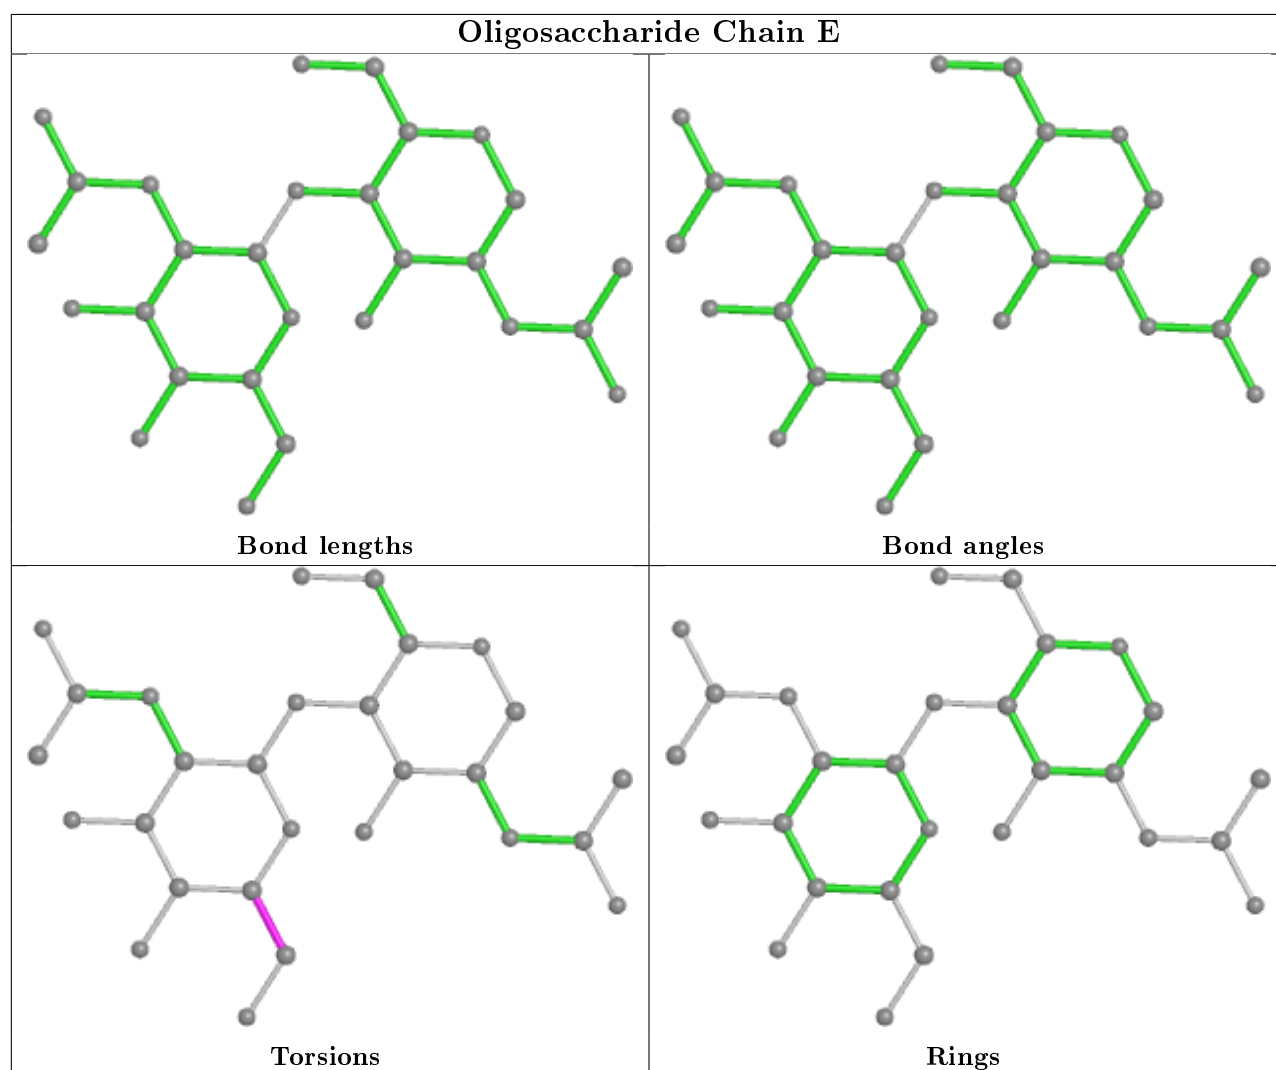 Oligosaccharide Chain E
Bond lengths
Bond angles
Torsions
Rings